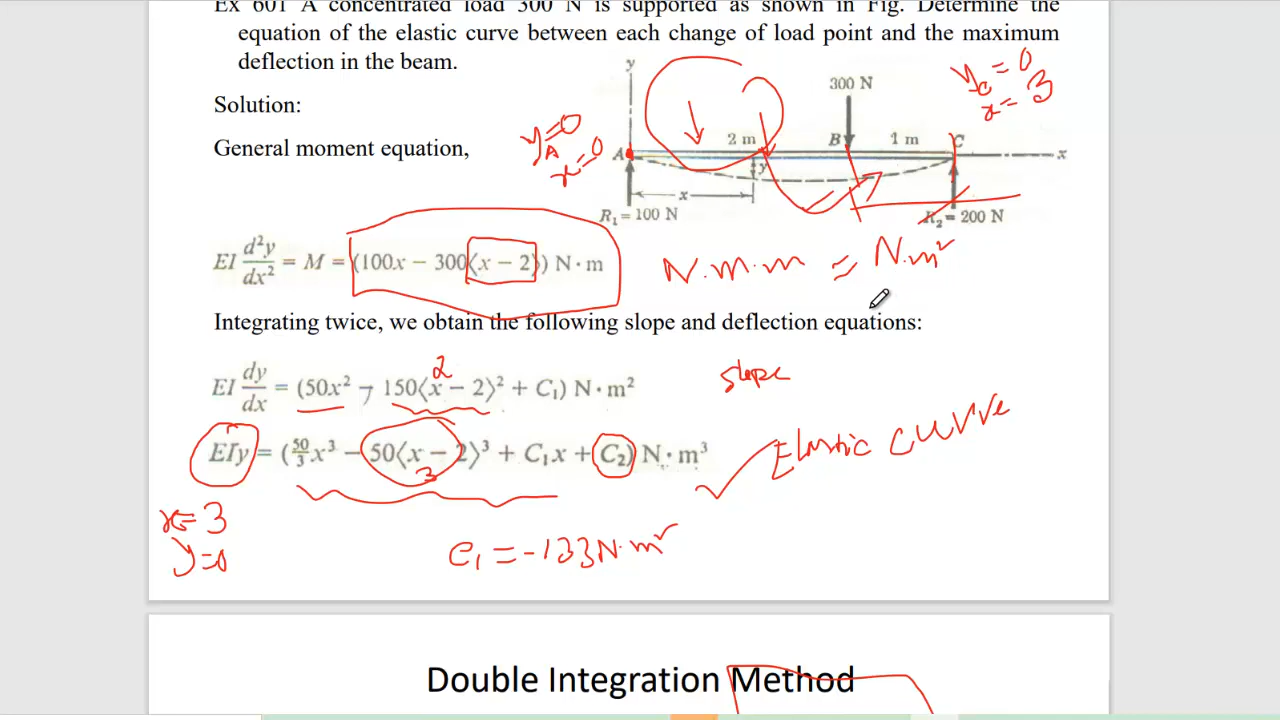 Ex 601 A concentrated load 300 N is supported as shown in Fig. Determine the
equation of the elastic curve between each change of load point and the maximum
deflection in the beam.
Solution:
General moment equation,
y
300 N
2 m
B
1 m
C
A
x
y
x
R₁ = 100 N
R₂ = 200 N
y_A = 0
x = 0
y_C = 0
x = 3
EI d²y/dx² = M = (100x − 300⟨x − 2⟩) N · m
N.m.m = N.m²
Integrating twice, we obtain the following slope and deflection equations:
2
EI dy/dx = (50x² − 150⟨x − 2⟩² + C₁) N · m²
slope
EIy = (50/3 x³ − 50⟨x − 2⟩³ + C₁x + C₂) N · m³
3
Elastic curve
x = 3
y = 0
C₁ = -133 N.m²
Double Integration Method